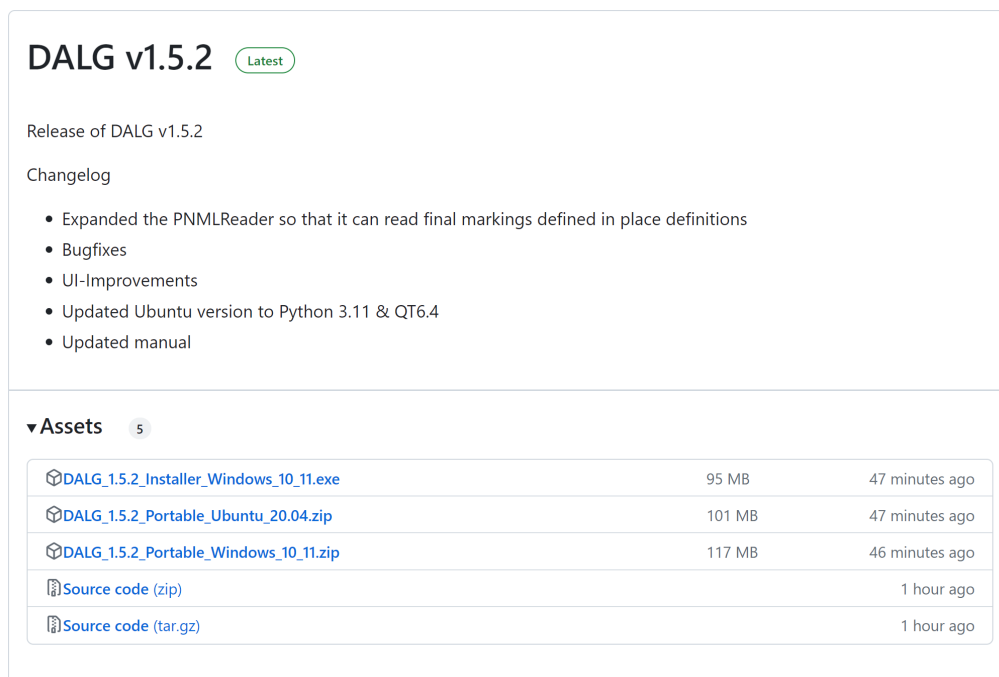 DALG v1.5.2 Latest
Release of DALG v1.5.2
Changelog
Expanded the PNMLReader so that it can read final markings defined in place definitions
Bugfixes
UI-Improvements
Updated Ubuntu version to Python 3.11 & QT6.4
Updated manual
Assets 5
DALG_1.5.2_Installer_Windows_10_11.exe 95 MB 47 minutes ago
DALG_1.5.2_Portable_Ubuntu_20.04.zip 101 MB 47 minutes ago
DALG_1.5.2_Portable_Windows_10_11.zip 117 MB 46 minutes ago
Source code (zip) 1 hour ago
Source code (tar.gz) 1 hour ago